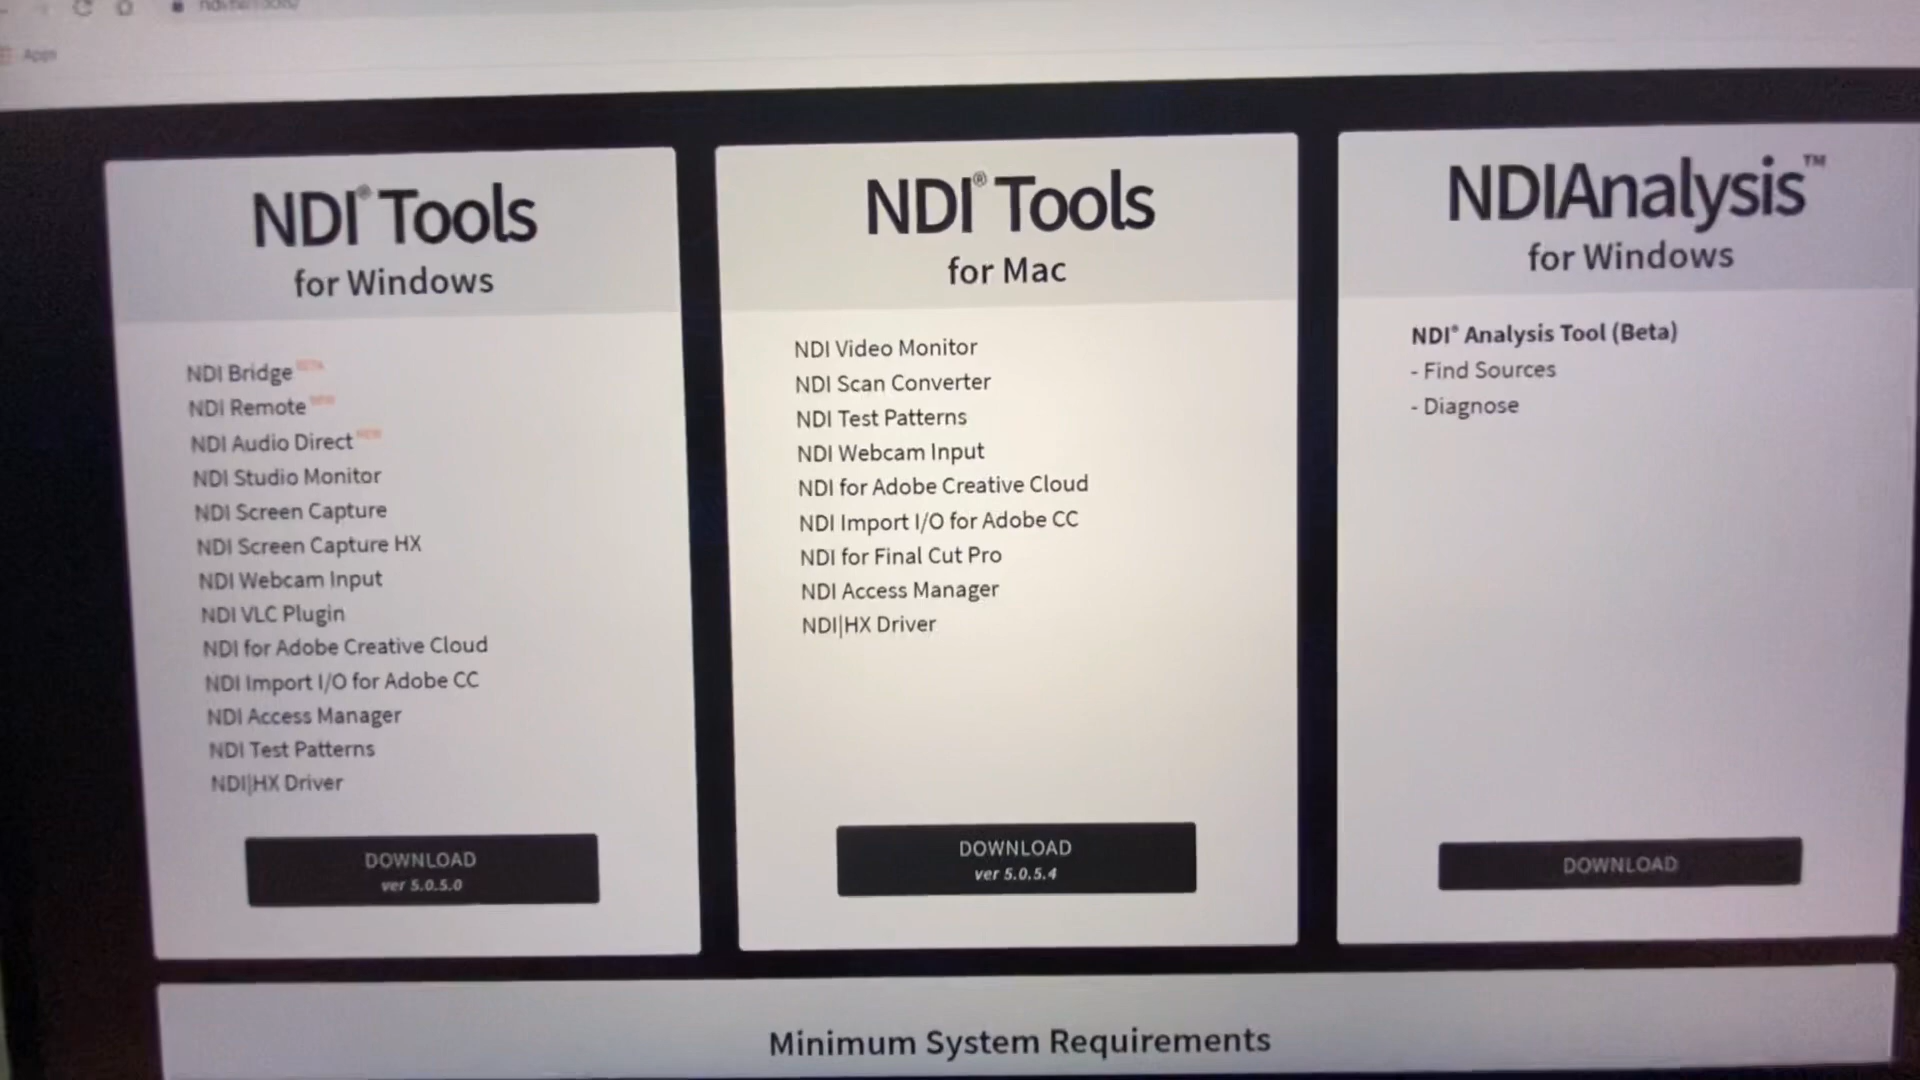 Apps
NDI® Tools
for Windows
NDI Bridge BETA
NDI Remote NEW
NDI Audio Direct NEW
NDI Studio Monitor
NDI Screen Capture
NDI Screen Capture HX
NDI Webcam Input
NDI VLC Plugin
NDI for Adobe Creative Cloud
NDI Import I/O for Adobe CC
NDI Access Manager
NDI Test Patterns
NDI|HX Driver
DOWNLOAD
ver 5.0.5.0
NDI® Tools
for Mac
NDI Video Monitor
NDI Scan Converter
NDI Test Patterns
NDI Webcam Input
NDI for Adobe Creative Cloud
NDI Import I/O for Adobe CC
NDI for Final Cut Pro
NDI Access Manager
NDI|HX Driver
DOWNLOAD
ver 5.0.5.4
NDIAnalysis™
for Windows
NDI® Analysis Tool (Beta)
- Find Sources
- Diagnose
DOWNLOAD
Minimum System Requirements